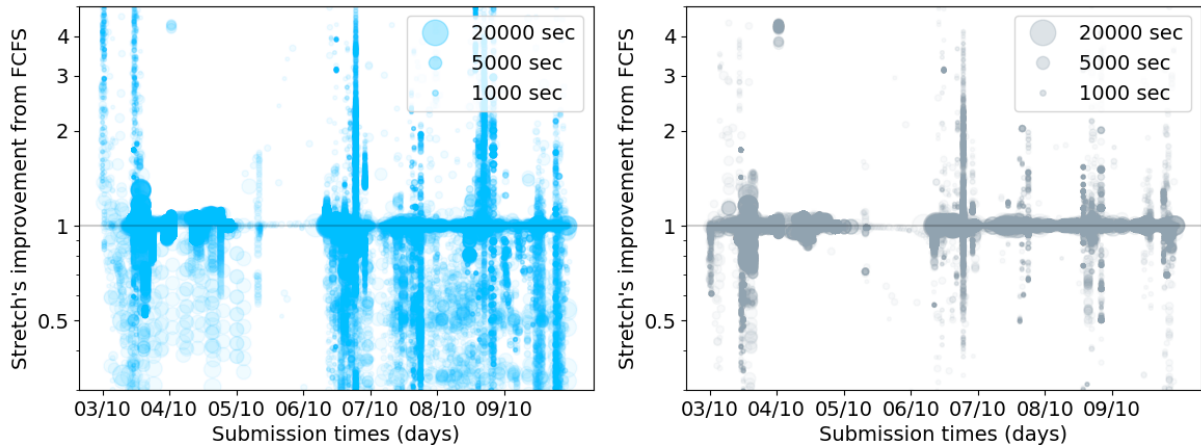 Stretch's improvement from FCFS
4
3
2
1
0.5
20000 sec
5000 sec
1000 sec
03/10 04/10 05/10 06/10 07/10 08/10 09/10
Submission times (days)
Stretch's improvement from FCFS
4
3
2
1
0.5
20000 sec
5000 sec
1000 sec
03/10 04/10 05/10 06/10 07/10 08/10 09/10
Submission times (days)